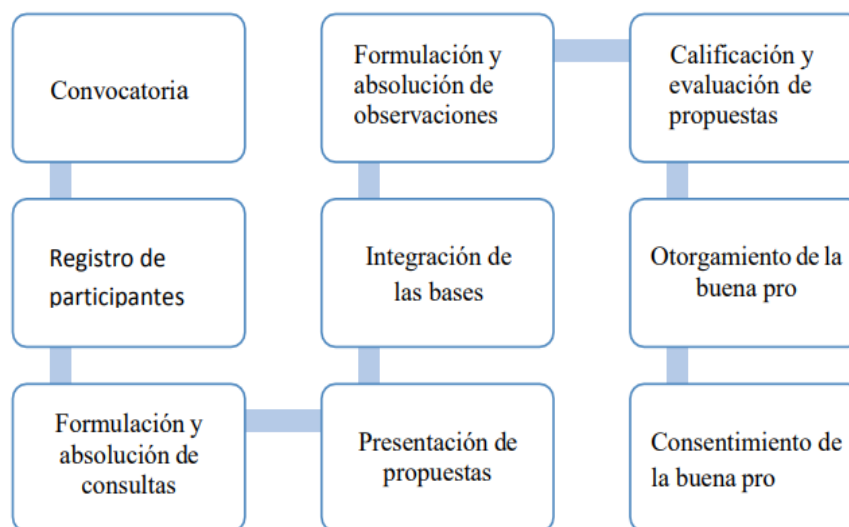 Convocatoria
Registro de
participantes
Formulación y
absolución de
consultas
Presentación de
propuestas
Integración de
las bases
Formulación y
absolución de
observaciones
Calificación y
evaluación de
propuestas
Otorgamiento de la
buena pro
Consentimiento de
la buena pro